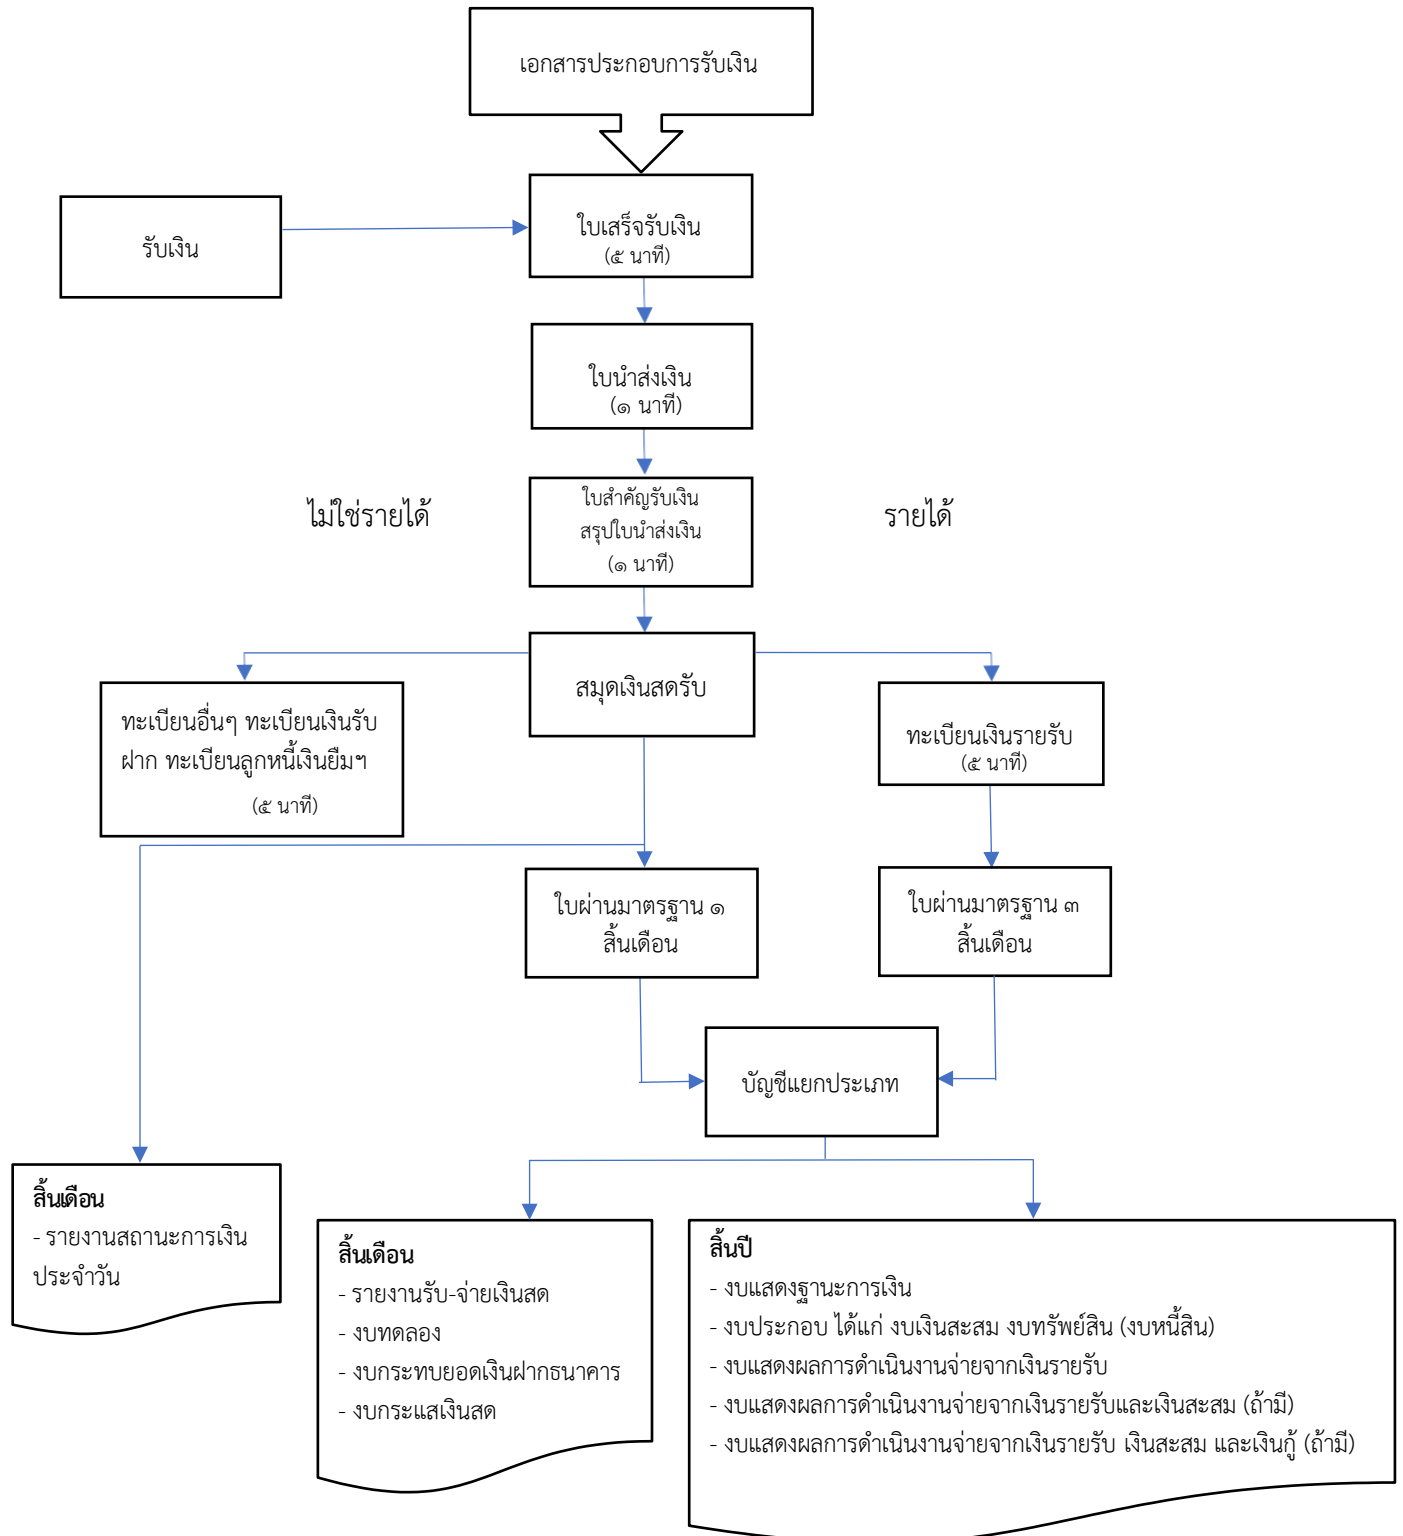 เอกสารประกอบการรับเงิน
รับเงิน
ใบเสร็จรับเงิน
(๕ นาที)
ใบนำส่งเงิน
(๑ นาที)
ไม่ใช่รายได้
ใบสำคัญรับเงิน
สรุปใบนำส่งเงิน
(๑ นาที)
รายได้
สมุดเงินสดรับ
ทะเบียนอื่นๆ ทะเบียนเงินรับ
ฝาก ทะเบียนลูกหนี้เงินยืมฯ
(๕ นาที)
ทะเบียนเงินรายรับ
(๕ นาที)
ใบผ่านมาตรฐาน ๑
สิ้นเดือน
ใบผ่านมาตรฐาน ๓
สิ้นเดือน
บัญชีแยกประเภท
สิ้นเดือน
- รายงานสถานะการเงิน
ประจำวัน
สิ้นเดือน
- รายงานรับ-จ่ายเงินสด
- งบทดลอง
- งบกระทบยอดเงินฝากธนาคาร
- งบกระแสเงินสด
สิ้นปี
- งบแสดงฐานะการเงิน
- งบประกอบ ได้แก่ งบเงินสะสม งบทรัพย์สิน (งบหนี้สิน)
- งบแสดงผลการดำเนินงานจ่ายจากเงินรายรับ
- งบแสดงผลการดำเนินงานจ่ายจากเงินรายรับและเงินสะสม (ถ้ามี)
- งบแสดงผลการดำเนินงานจ่ายจากเงินรายรับ เงินสะสม และเงินกู้ (ถ้ามี)